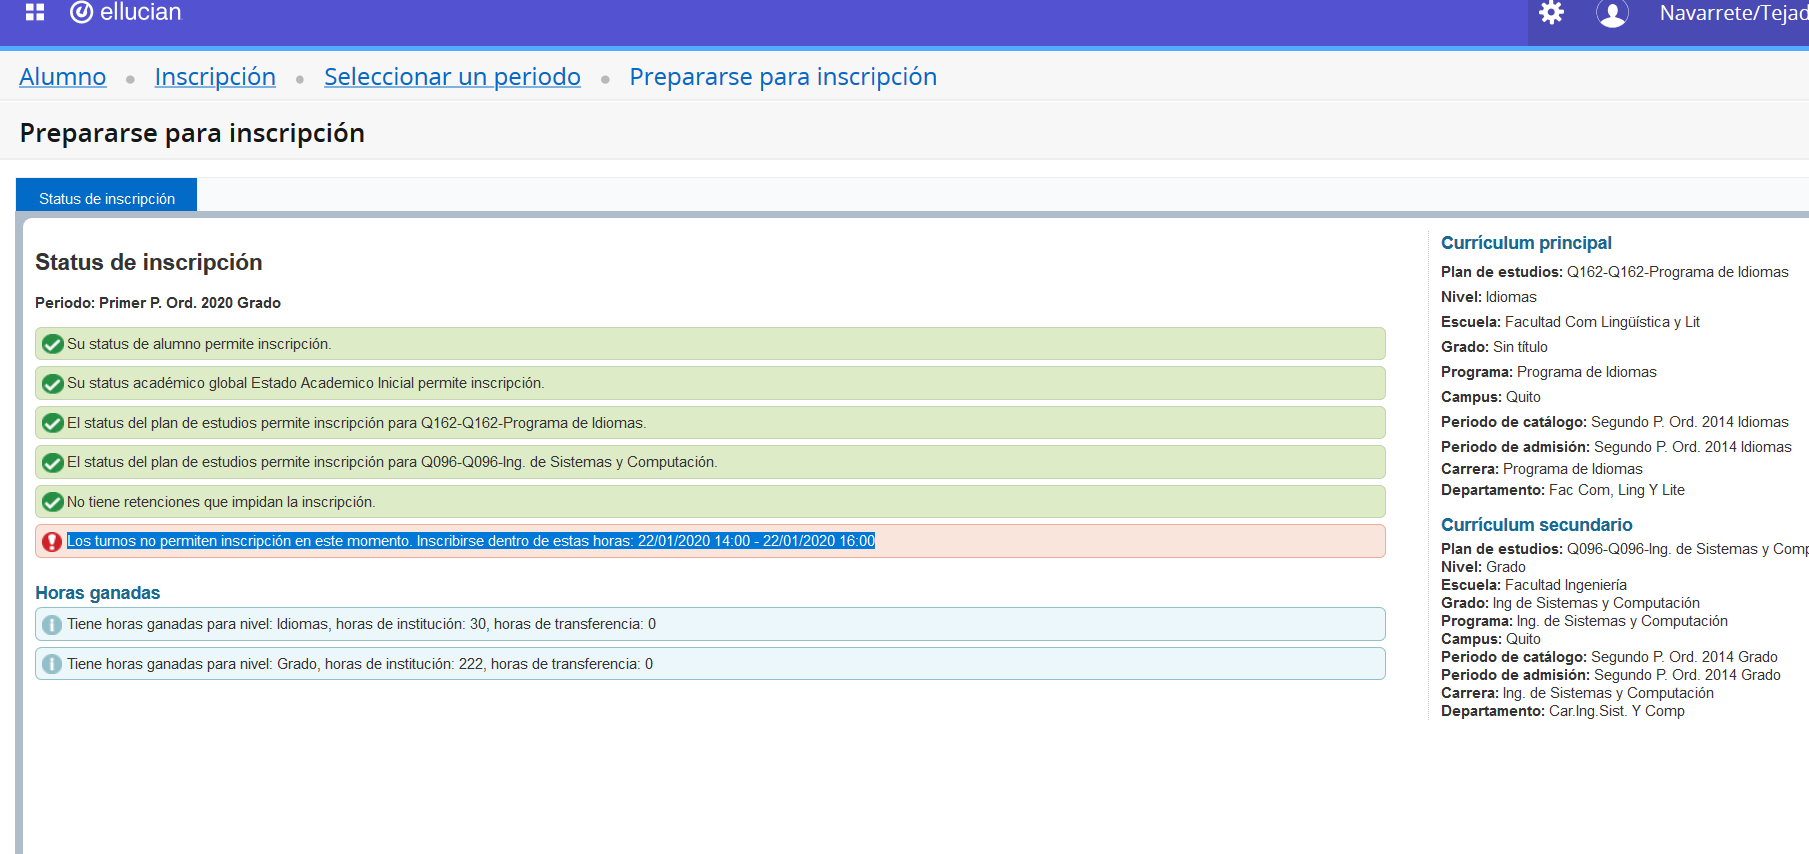 ellucian
Navarrete/Tejad
Alumno • Inscripción • Seleccionar un periodo • Prepararse para inscripción
Prepararse para inscripción
Status de inscripción
Status de inscripción
Periodo: Primer P. Ord. 2020 Grado
Su status de alumno permite inscripción.
Su status académico global Estado Academico Inicial permite inscripción.
El status del plan de estudios permite inscripción para Q162-Q162-Programa de Idiomas.
El status del plan de estudios permite inscripción para Q096-Q096-Ing. de Sistemas y Computación.
No tiene retenciones que impidan la inscripción.
Los turnos no permiten inscripción en este momento. Inscribirse dentro de estas horas: 22/01/2020 14:00 - 22/01/2020 16:00
Horas ganadas
Tiene horas ganadas para nivel: Idiomas, horas de institución: 30, horas de transferencia: 0
Tiene horas ganadas para nivel: Grado, horas de institución: 222, horas de transferencia: 0
Currículum principal
Plan de estudios: Q162-Q162-Programa de Idiomas
Nivel: Idiomas
Escuela: Facultad Com Lingüística y Lit
Grado: Sin título
Programa: Programa de Idiomas
Campus: Quito
Periodo de catálogo: Segundo P. Ord. 2014 Idiomas
Periodo de admisión: Segundo P. Ord. 2014 Idiomas
Carrera: Programa de Idiomas
Departamento: Fac Com, Ling Y Lite
Currículum secundario
Plan de estudios: Q096-Q096-Ing. de Sistemas y Comp
Nivel: Grado
Escuela: Facultad Ingeniería
Grado: Ing de Sistemas y Computación
Programa: Ing. de Sistemas y Computación
Campus: Quito
Periodo de catálogo: Segundo P. Ord. 2014 Grado
Periodo de admisión: Segundo P. Ord. 2014 Grado
Carrera: Ing. de Sistemas y Computación
Departamento: Car.Ing.Sist. Y Comp